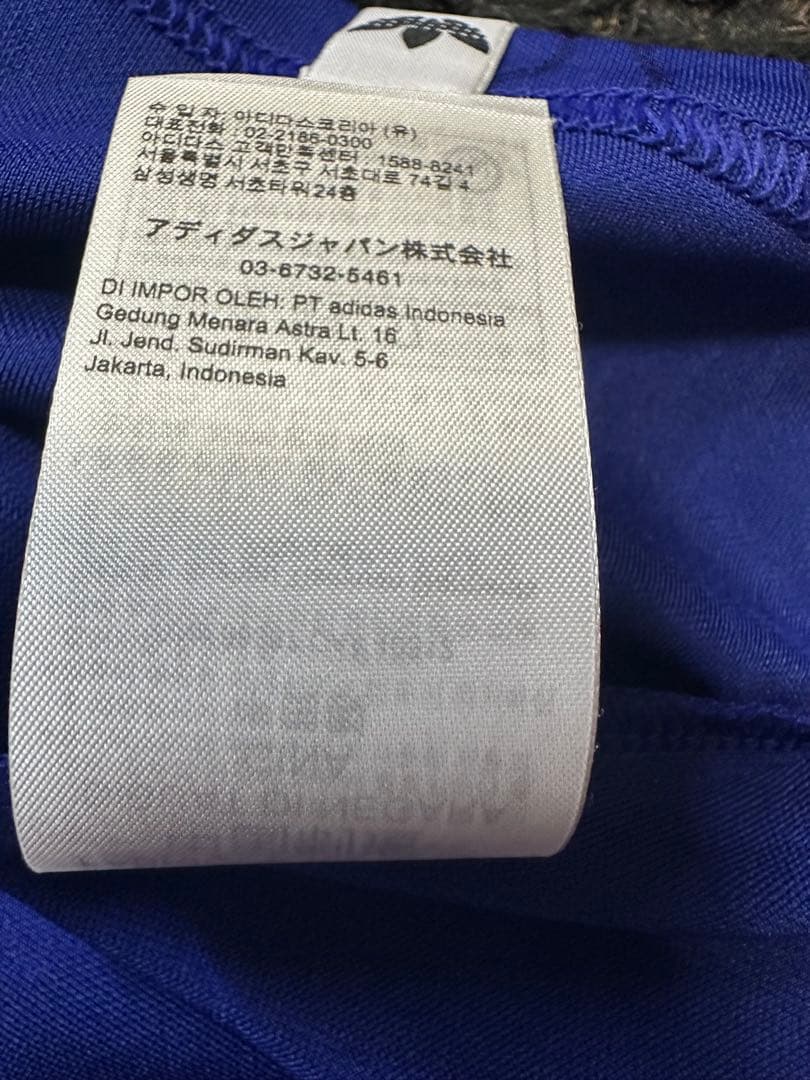 수 입 자: 아디다스코리아 (유)
대표전화 : 02-2186-0300
아디다스 고객만족센터 : 1588-8241
서울특별시 서초구 서초대로 74길 4
삼성생명 서초타워 24층
アディダスジャパン株式会社
03-6732-5461
DI IMPOR OLEH: PT adidas Indonesia
Gedung Menara Astra Lt. 16
Jl. Jend. Sudirman Kav. 5-6
Jakarta, Indonesia